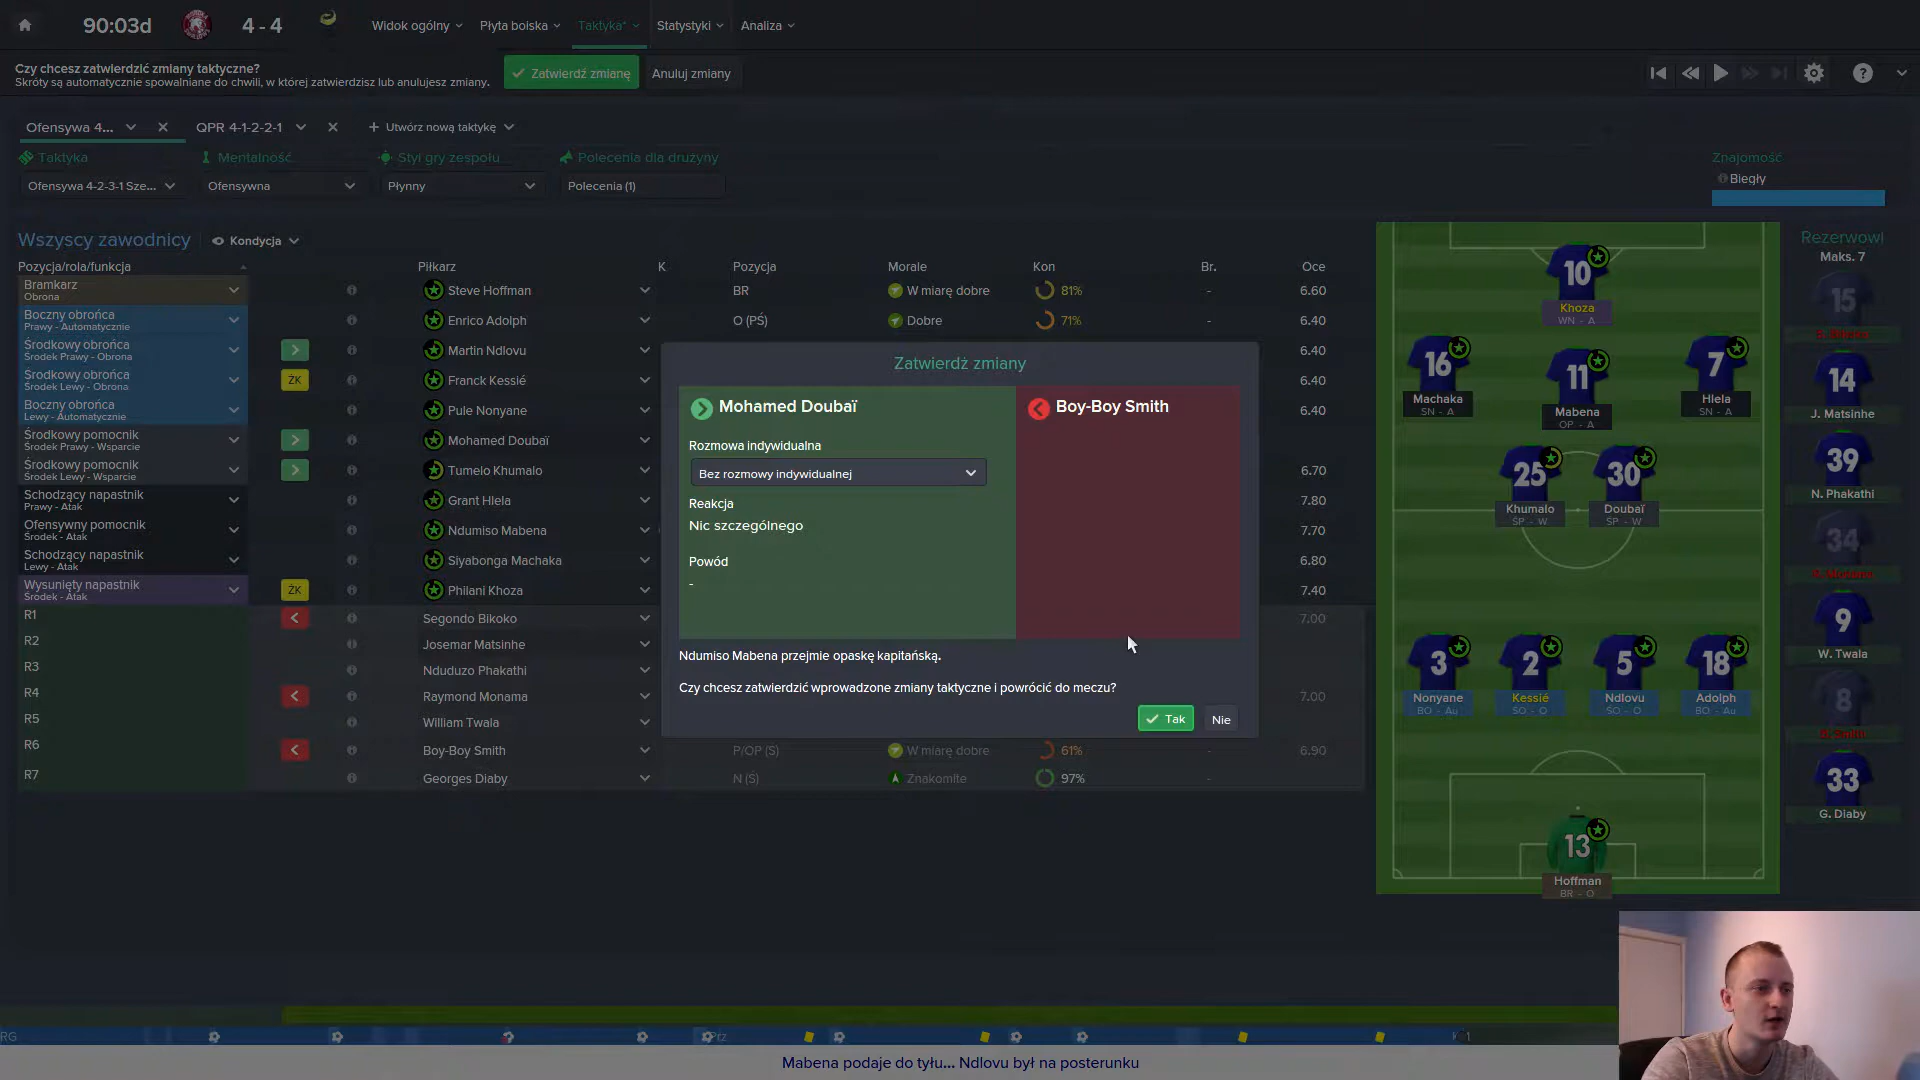 90:03d
4 - 4
Widok ogólny
Płyta boiska
Taktyka*
Statystyki
Analiza
Czy chcesz zatwierdzić zmiany taktyczne?
Skróty są automatycznie spowalniane do chwili, w której zatwierdzisz lub anulujesz zmiany.
Zatwierdź zmianę
Anuluj zmiany
Ofensywa 4...
QPR 4-1-2-2-1
Utwórz nową taktykę
Taktyka
Mentalność
Styl gry zespołu
Polecenia dla drużyny
Ofensywa 4-2-3-1 Sze...
Ofensywna
Płynny
Polecenia (1)
Znajomość
Biegły
Wszyscy zawodnicy
Kondycja
Pozycja/rola/funkcja
Piłkarz
K
Pozycja
Morale
Kon
Br.
Oce
Bramkarz
Obrona
Steve Hoffman
BR
W miarę dobre
81%
-
6.60
Boczny obrońca
Prawy - Automatycznie
Enrico Adolph
O (PŚ)
Dobre
71%
-
6.40
Środkowy obrońca
Środek Prawy - Obrona
Martin Ndlovu
6.40
Środkowy obrońca
Środek Lewy - Obrona
ŻK
Franck Kessié
6.40
Boczny obrońca
Lewy - Automatycznie
Pule Nonyane
6.40
Środkowy pomocnik
Środek Prawy - Wsparcie
Mohamed Doubaï
Środkowy pomocnik
Środek Lewy - Wsparcie
Tumelo Khumalo
6.70
Schodzący napastnik
Prawy - Atak
Grant Hlela
7.80
Ofensywny pomocnik
Środek - Atak
Ndumiso Mabena
7.70
Schodzący napastnik
Lewy - Atak
Siyabonga Machaka
6.80
Wysunięty napastnik
Środek - Atak
ŻK
Philani Khoza
7.40
R1
Segondo Bikoko
7.00
R2
Josemar Matsinhe
R3
Nduduzo Phakathi
R4
Raymond Monama
7.00
R5
William Twala
R6
Boy-Boy Smith
P/OP (Ś)
W miarę dobre
61%
-
6.90
R7
Georges Diaby
N (Ś)
Znakomite
97%
-
Zatwierdź zmiany
Mohamed Doubaï
Boy-Boy Smith
Rozmowa indywidualna
Bez rozmowy indywidualnej
Reakcja
Nic szczególnego
Powód
-
Ndumiso Mabena przejmie opaskę kapitańską.
Czy chcesz zatwierdzić wprowadzone zmiany taktyczne i powrócić do meczu?
Tak
Nie
10
Khoza
WN - A
16
Machaka
SN - A
11
Mabena
OP - A
7
Hlela
SN - A
25
Khumalo
ŚP - W
30
Doubaï
ŚP - W
3
Nonyane
BO - Au
2
Kessié
ŚO - O
5
Ndlovu
ŚO - O
18
Adolph
BO - Au
13
Hoffman
BR - O
Rezerwowi
Maks. 7
15
14
J. Matsinhe
39
N. Phakathi
34
9
W. Twala
8
33
G. Diaby
RG
Mabena podaje do tyłu... Ndlovu był na posterunku